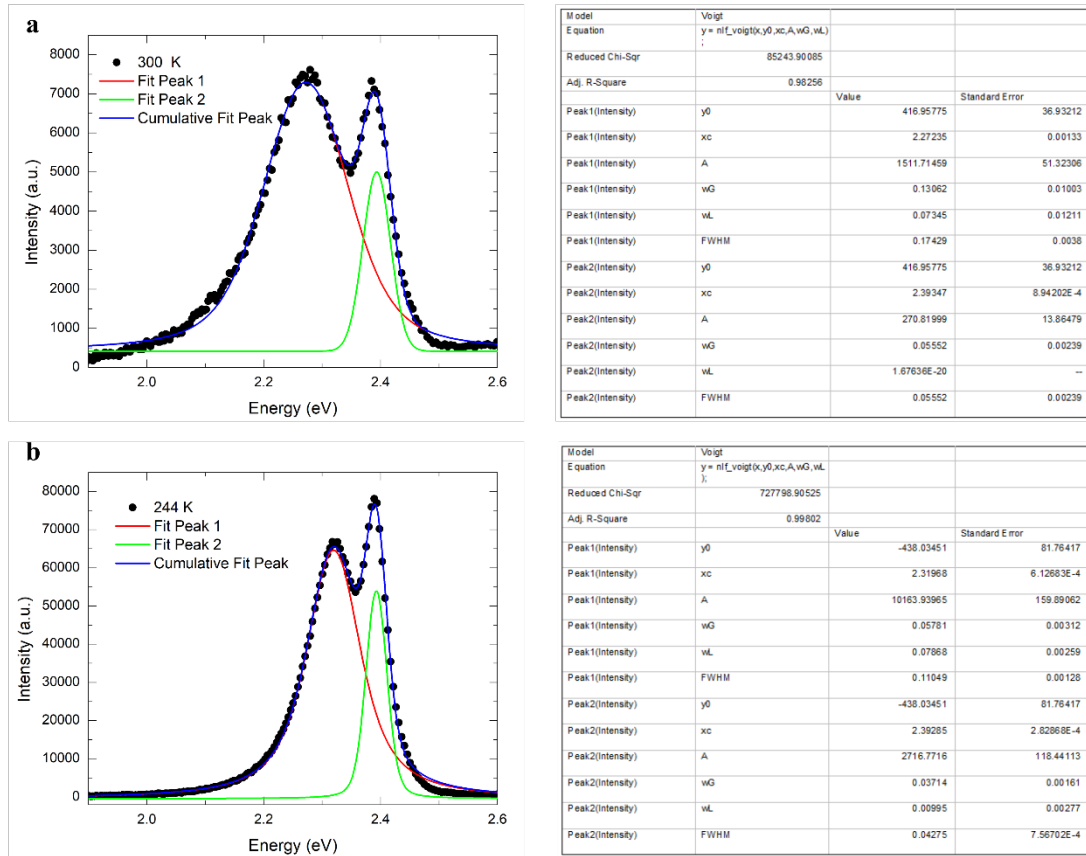 a
300 K
Fit Peak 1
Fit Peak 2
Cumulative Fit Peak
8000
7000
6000
5000
4000
3000
2000
1000
0
Intensity (a.u.)
2.0 2.2 2.4 2.6
Energy (eV)
Model Voigt
Equation y = nlf_voigt(x,y0,xc,A,wG,wL)
;
Reduced Chi-Sqr 85243.90085
Adj. R-Square 0.98256
Value Standard Error
Peak1(Intensity) y0 416.95775 36.93212
Peak1(Intensity) xc 2.27235 0.00133
Peak1(Intensity) A 1511.71459 51.32306
Peak1(Intensity) wG 0.13062 0.01003
Peak1(Intensity) wL 0.07345 0.01211
Peak1(Intensity) FWHM 0.17429 0.0038
Peak2(Intensity) y0 416.95775 36.93212
Peak2(Intensity) xc 2.39347 8.94202E-4
Peak2(Intensity) A 270.81999 13.86479
Peak2(Intensity) wG 0.05552 0.00239
Peak2(Intensity) wL 1.67636E-20 --
Peak2(Intensity) FWHM 0.05552 0.00239
b
244 K
Fit Peak 1
Fit Peak 2
Cumulative Fit Peak
80000
70000
60000
50000
40000
30000
20000
10000
0
Intensity (a.u.)
2.0 2.2 2.4 2.6
Energy (eV)
Model Voigt
Equation y = nlf_voigt(x,y0,xc,A,wG,wL
);
Reduced Chi-Sqr 727798.90525
Adj. R-Square 0.99802
Value Standard Error
Peak1(Intensity) y0 -438.03451 81.76417
Peak1(Intensity) xc 2.31968 6.12683E-4
Peak1(Intensity) A 10163.93965 159.89062
Peak1(Intensity) wG 0.05781 0.00312
Peak1(Intensity) wL 0.07868 0.00259
Peak1(Intensity) FWHM 0.11049 0.00128
Peak2(Intensity) y0 -438.03451 81.76417
Peak2(Intensity) xc 2.39285 2.82868E-4
Peak2(Intensity) A 2716.7716 118.44113
Peak2(Intensity) wG 0.03714 0.00161
Peak2(Intensity) wL 0.00995 0.00277
Peak2(Intensity) FWHM 0.04275 7.56702E-4